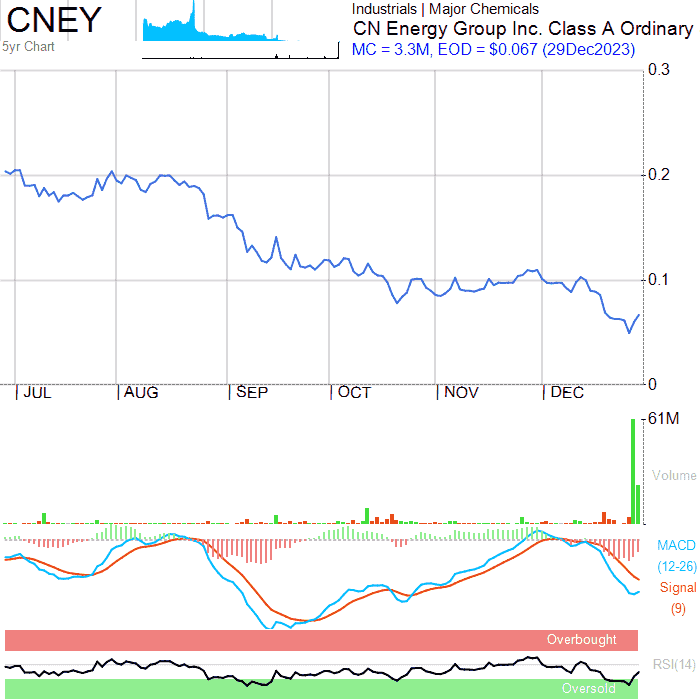 CNEY
5yr Chart
Industrials | Major Chemicals
CN Energy Group Inc. Class A Ordinary
MC = 3.3M, EOD = $0.067 (29Dec2023)
0.3
0.2
0.1
0
JUL AUG SEP OCT NOV DEC
61M
Volume
MACD
(12-26)
Signal
(9)
Overbought
RSI(14)
Oversold